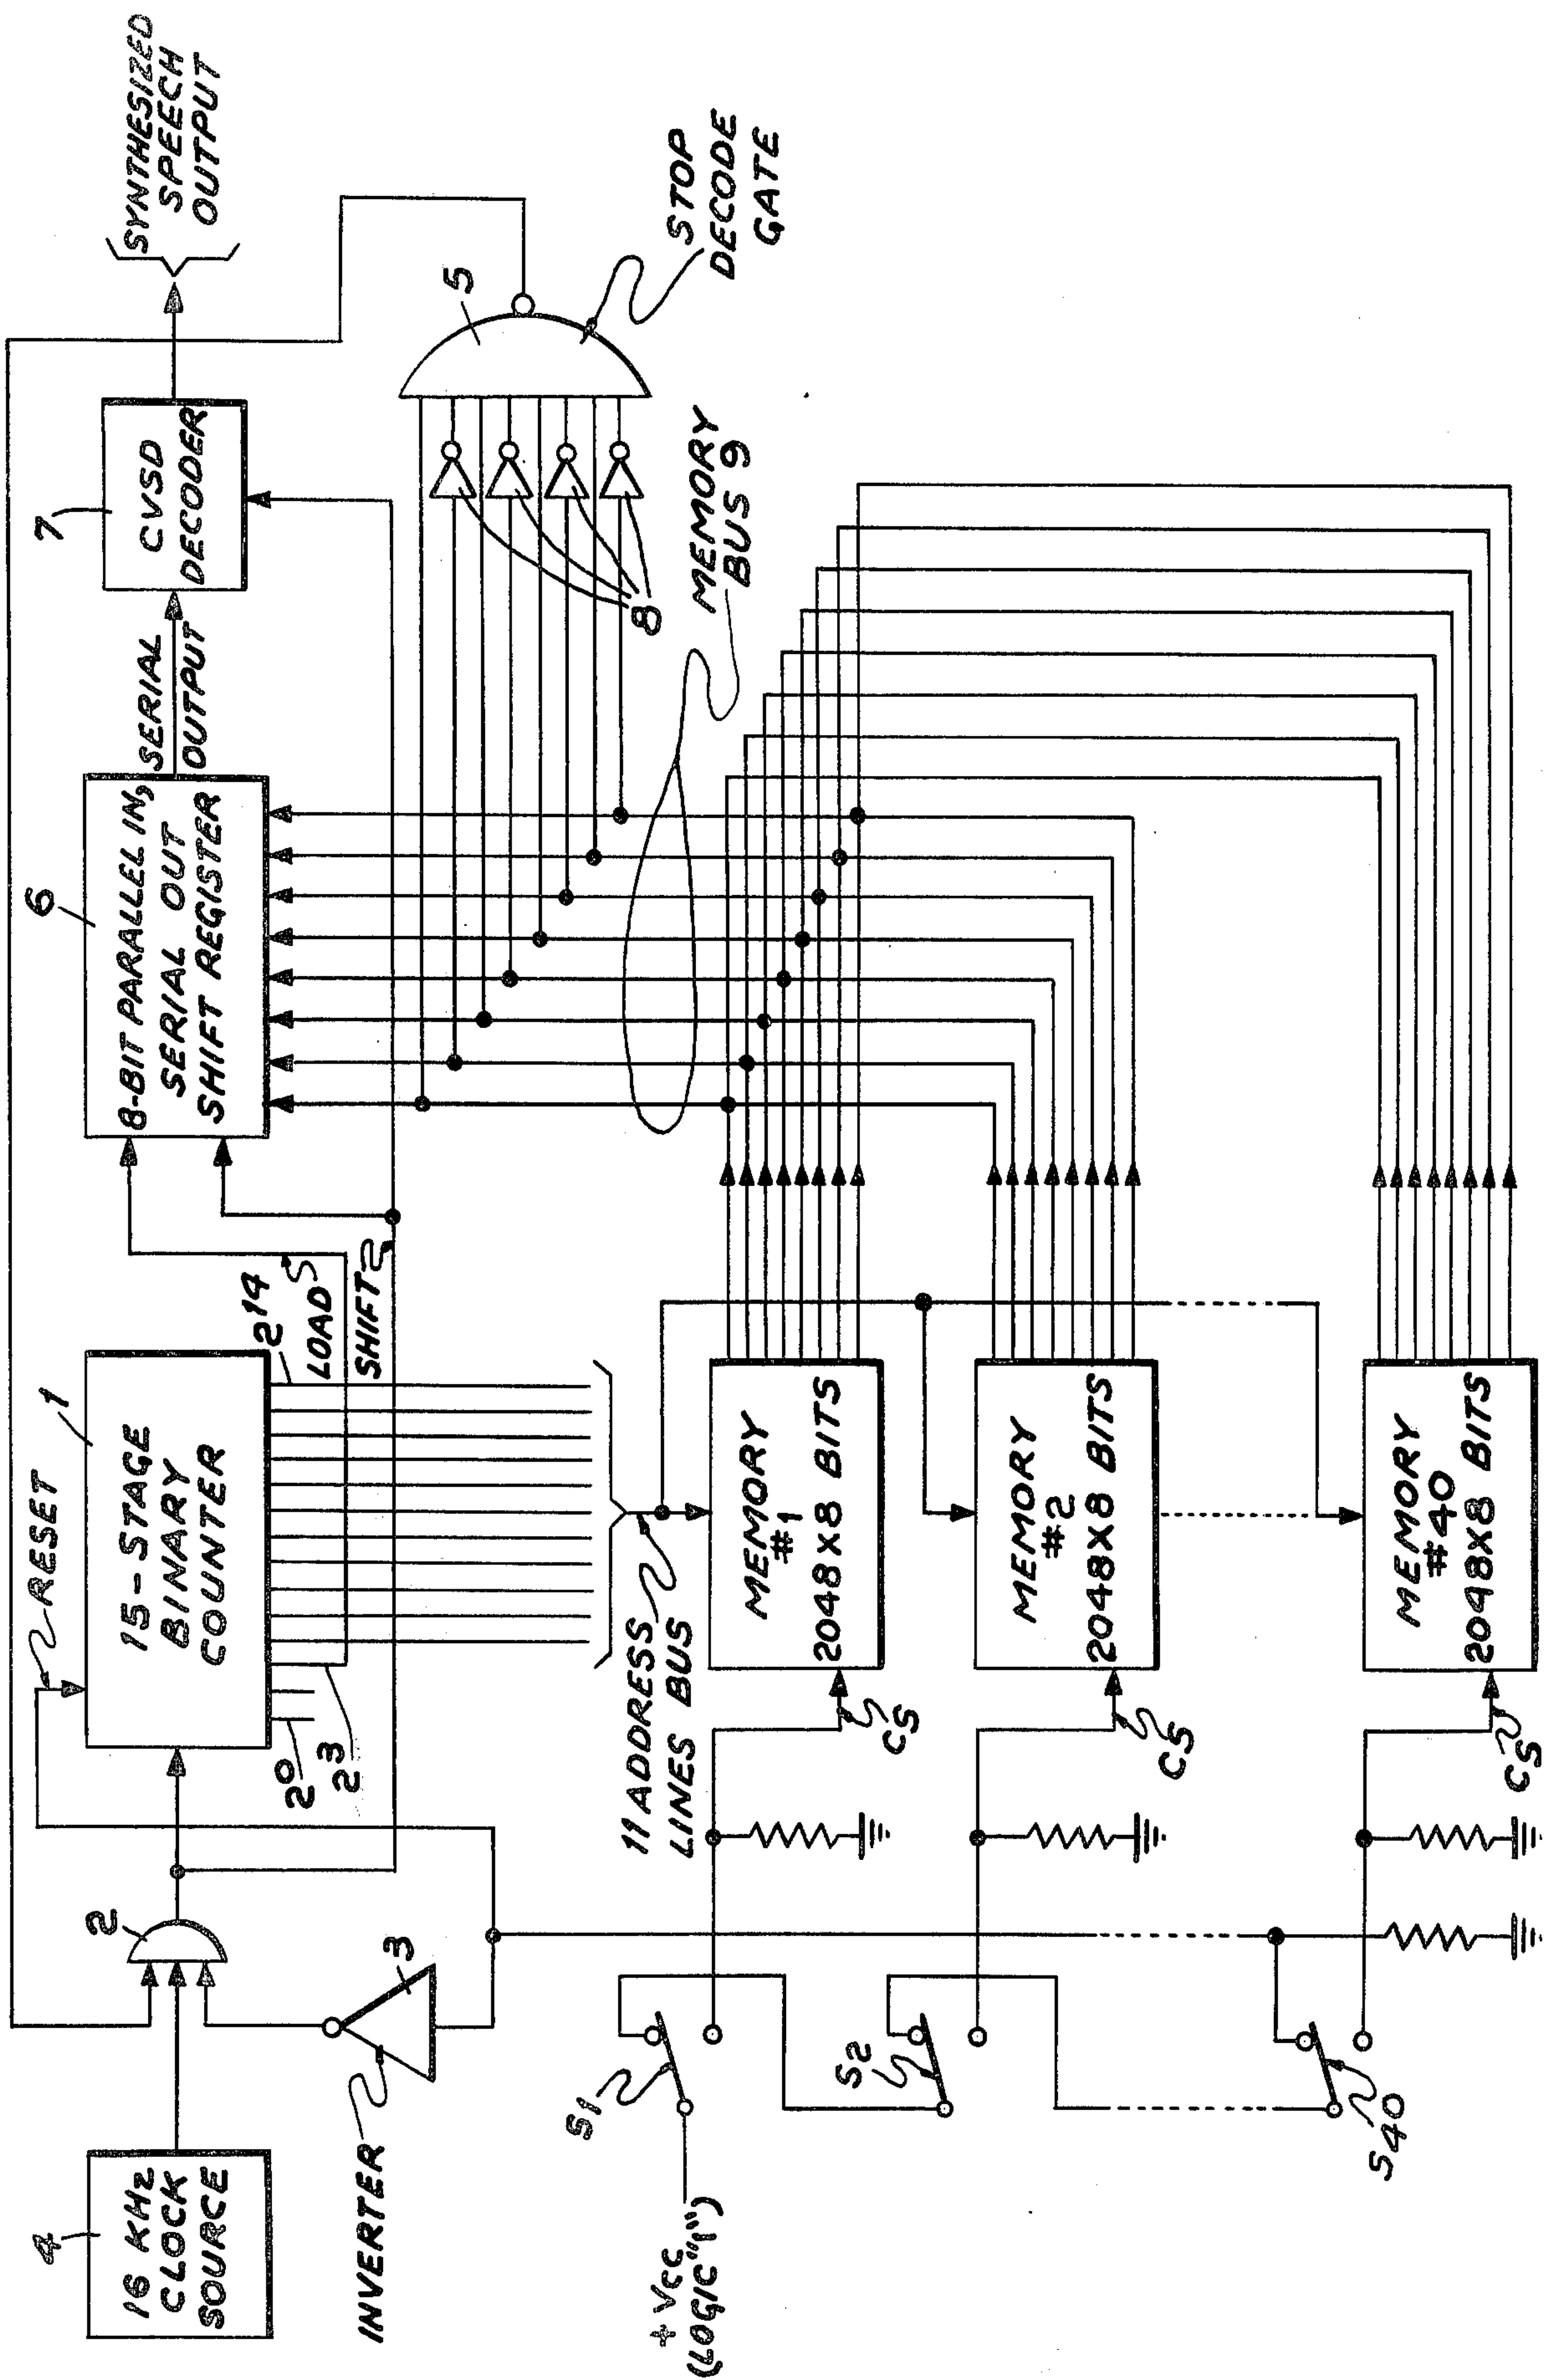 4
16 KHz
CLOCK
SOURCE
2
INVERTER
3
RESET
1
15-STAGE
BINARY
COUNTER
2^0
2^3
2^14
LOAD
SHIFT
6
8-BIT PARALLEL IN,
SERIAL OUT
SHIFT REGISTER
SERIAL
OUTPUT
7
CVSD
DECODER
SYNTHESIZED
SPEECH
OUTPUT
5
STOP
DECODE
GATE
8
MEMORY
BUS 9
11 ADDRESS
LINES BUS
+ VCC
(LOGIC "1")
S1
CS
MEMORY
#1
2048X8 BITS
S2
CS
MEMORY
#2
2048X8 BITS
S40
CS
MEMORY
#40
2048X8 BITS